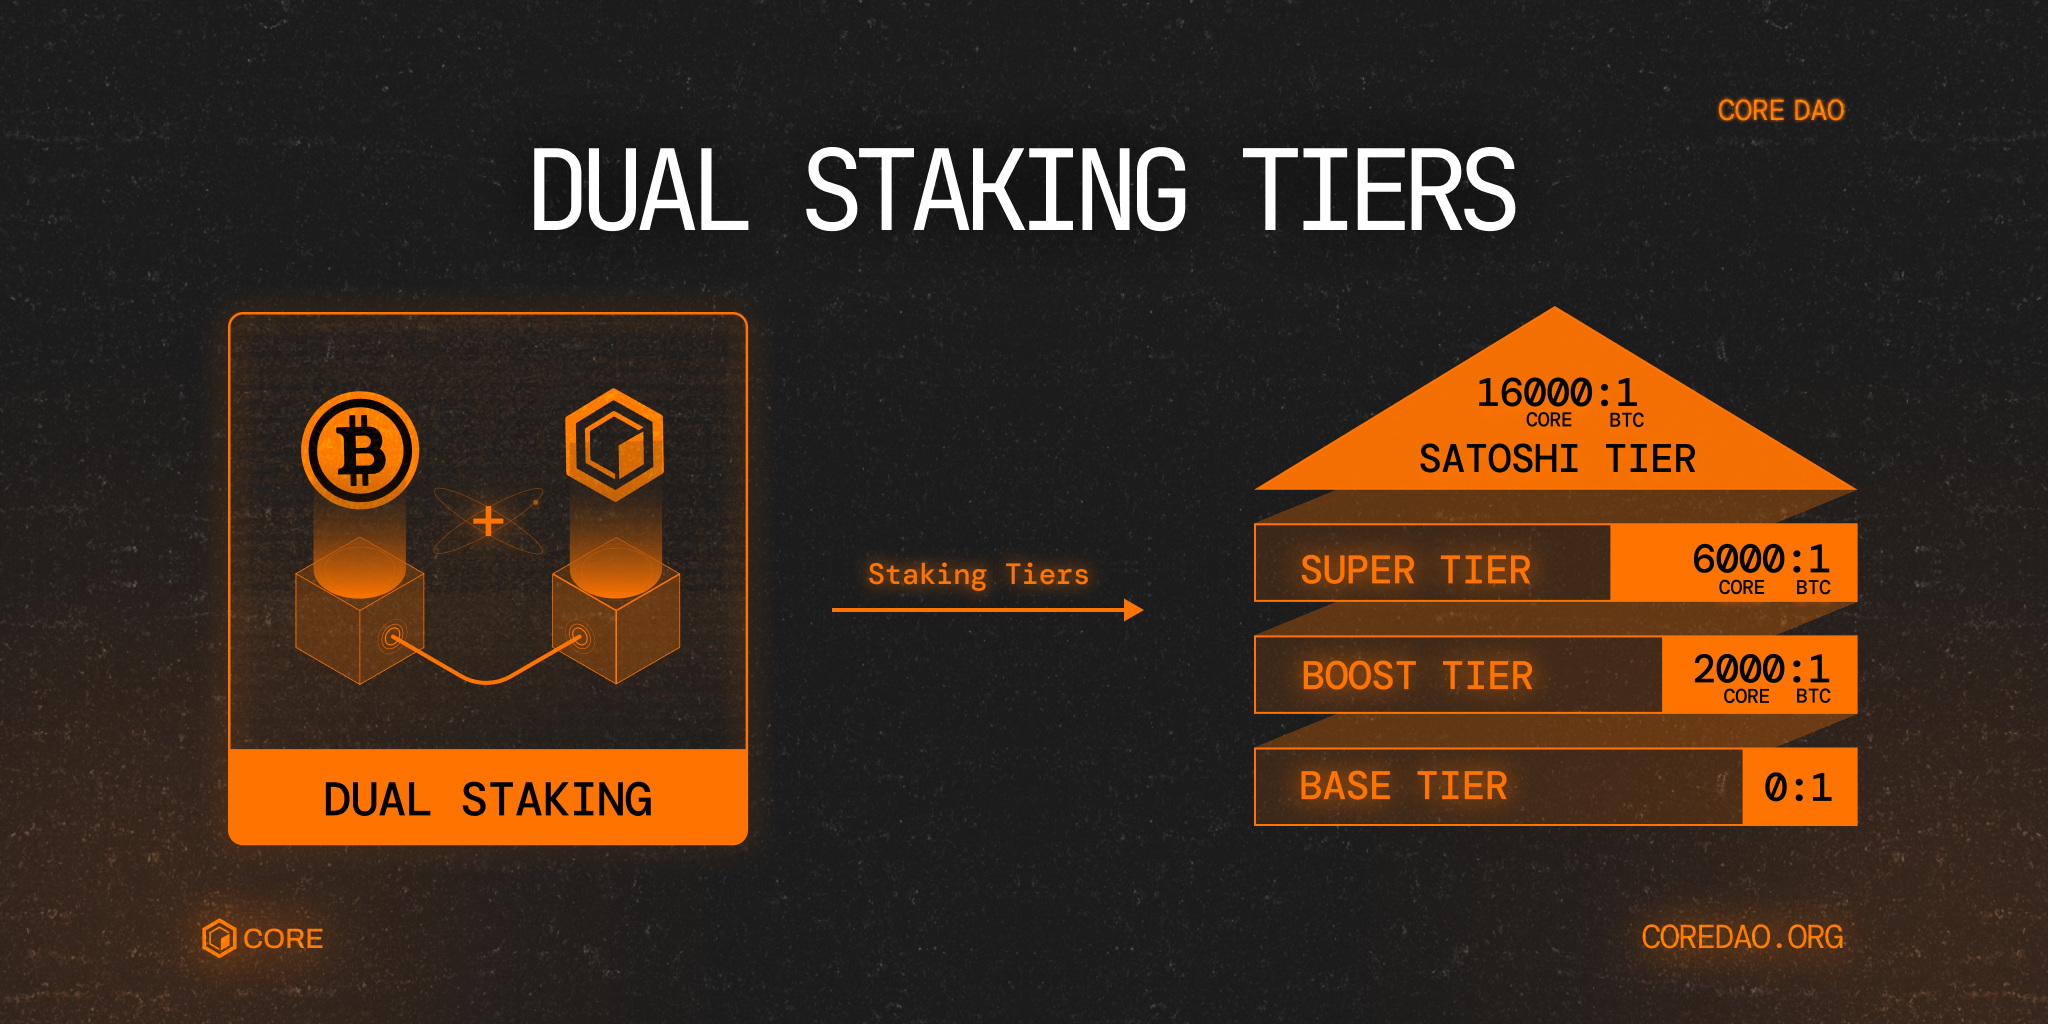 CORE DAO
DUAL STAKING TIERS
DUAL STAKING
Staking Tiers
16000:1
CORE BTC
SATOSHI TIER
SUPER TIER
6000:1
CORE BTC
BOOST TIER
2000:1
CORE BTC
BASE TIER
0:1
CORE
COREDAO.ORG